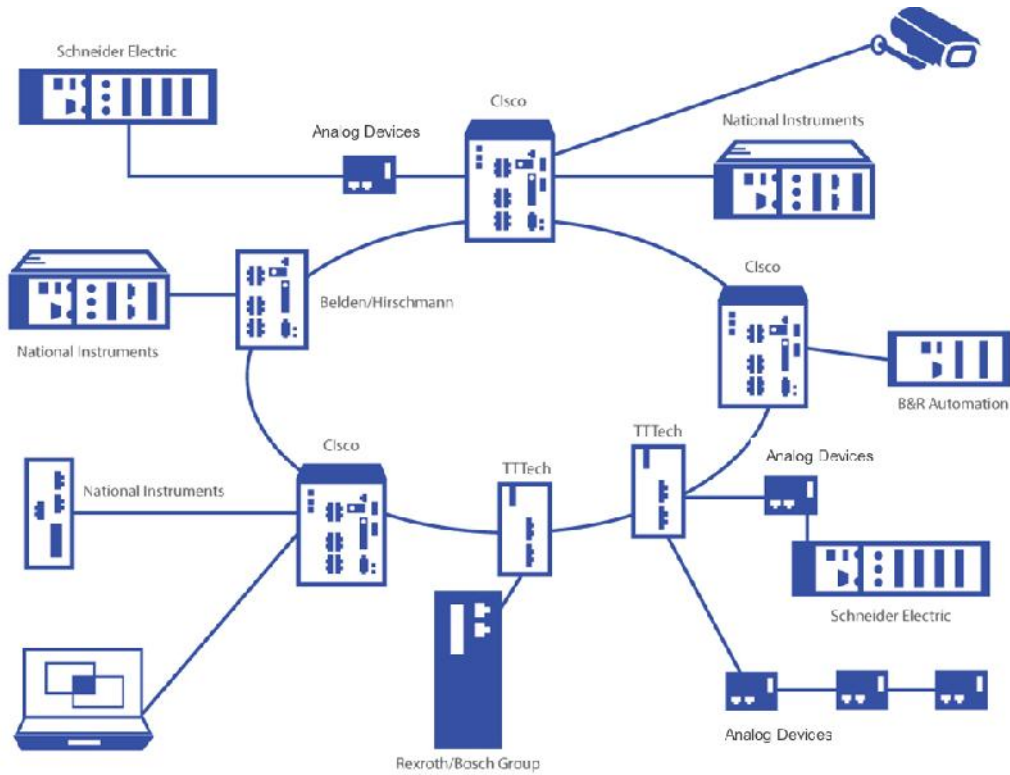 Schneider Electric
CIsco
Analog Devices
National Instruments
CIsco
Belden/Hirschmann
National Instruments
B&R Automation
CIsco
TTTech
TTTech
Analog Devices
National Instruments
Schneider Electric
Analog Devices
Rexroth/Bosch Group